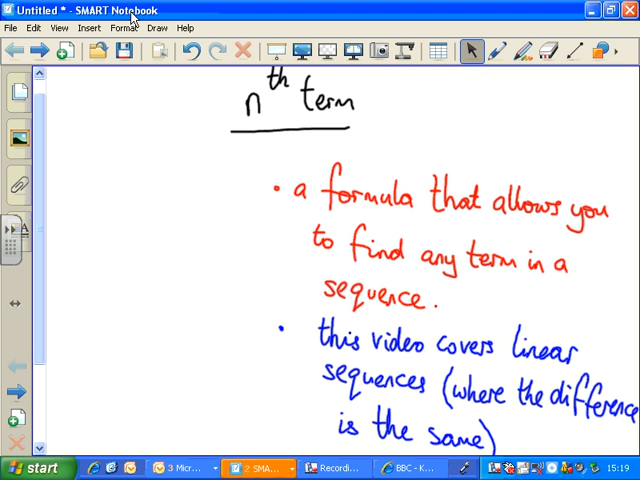 Untitled * - SMART Notebook
File Edit View Insert Format Draw Help
nth term
• a formula that allows you
to find any term in a
sequence.
• this video covers linear
sequences (where the difference
is the same)
start
3 Micr...
2 SMA...
Recordi...
BBC - K...
15:19